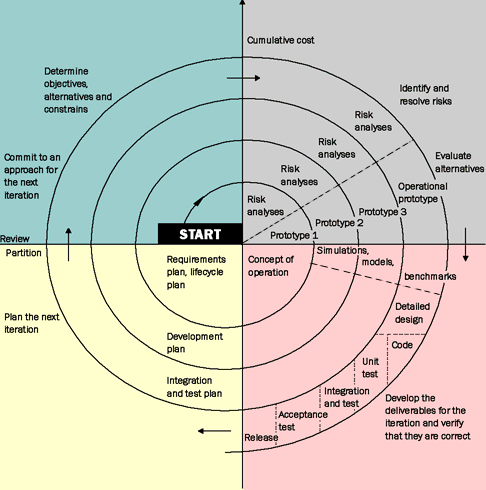 Cumulative cost
Determine
objectives,
alternatives and
constrains
Identify and
resolve risks
Risk
analyses
Risk
analyses
Risk
analyses
Risk
analyses
Evaluate
alternatives
Commit to an
approach for
the next
iteration
Operational
prototype
Prototype 3
Prototype 2
Prototype 1
START
Review
Partition
Requirements
plan, lifecycle
plan
Concept of
operation
Simulations,
models,
benchmarks
Plan the next
iteration
Detailed
design
Development
plan
Code
Unit
test
Integration
and test plan
Integration
and test
Acceptance
test
Release
Develop the
deliverables for the
iteration and verify
that they are correct